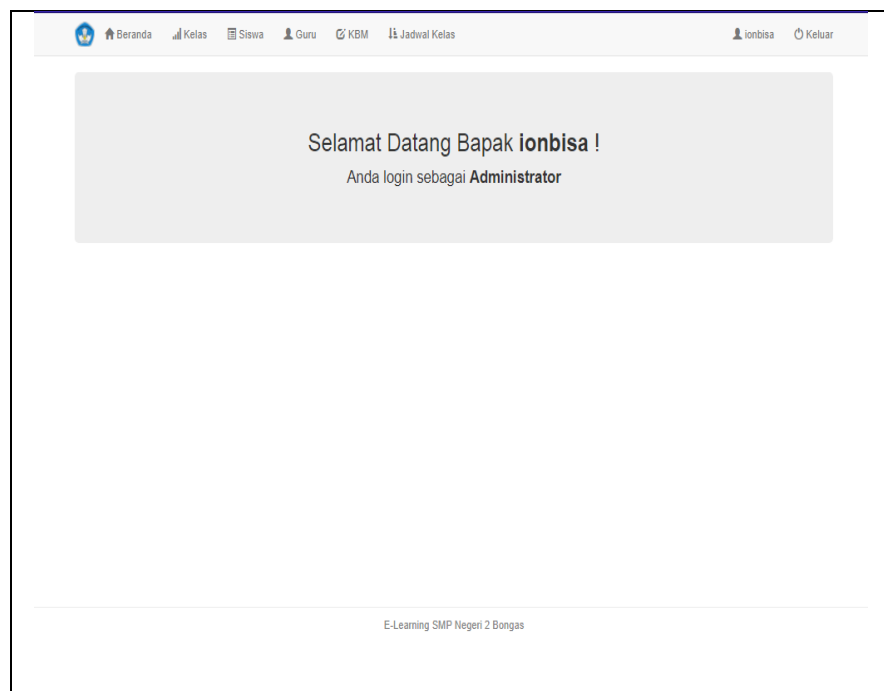 Beranda Kelas Siswa Guru KBM Jadwal Kelas ionbisa Keluar
Selamat Datang Bapak ionbisa !
Anda login sebagai Administrator
E-Learning SMP Negeri 2 Bongas